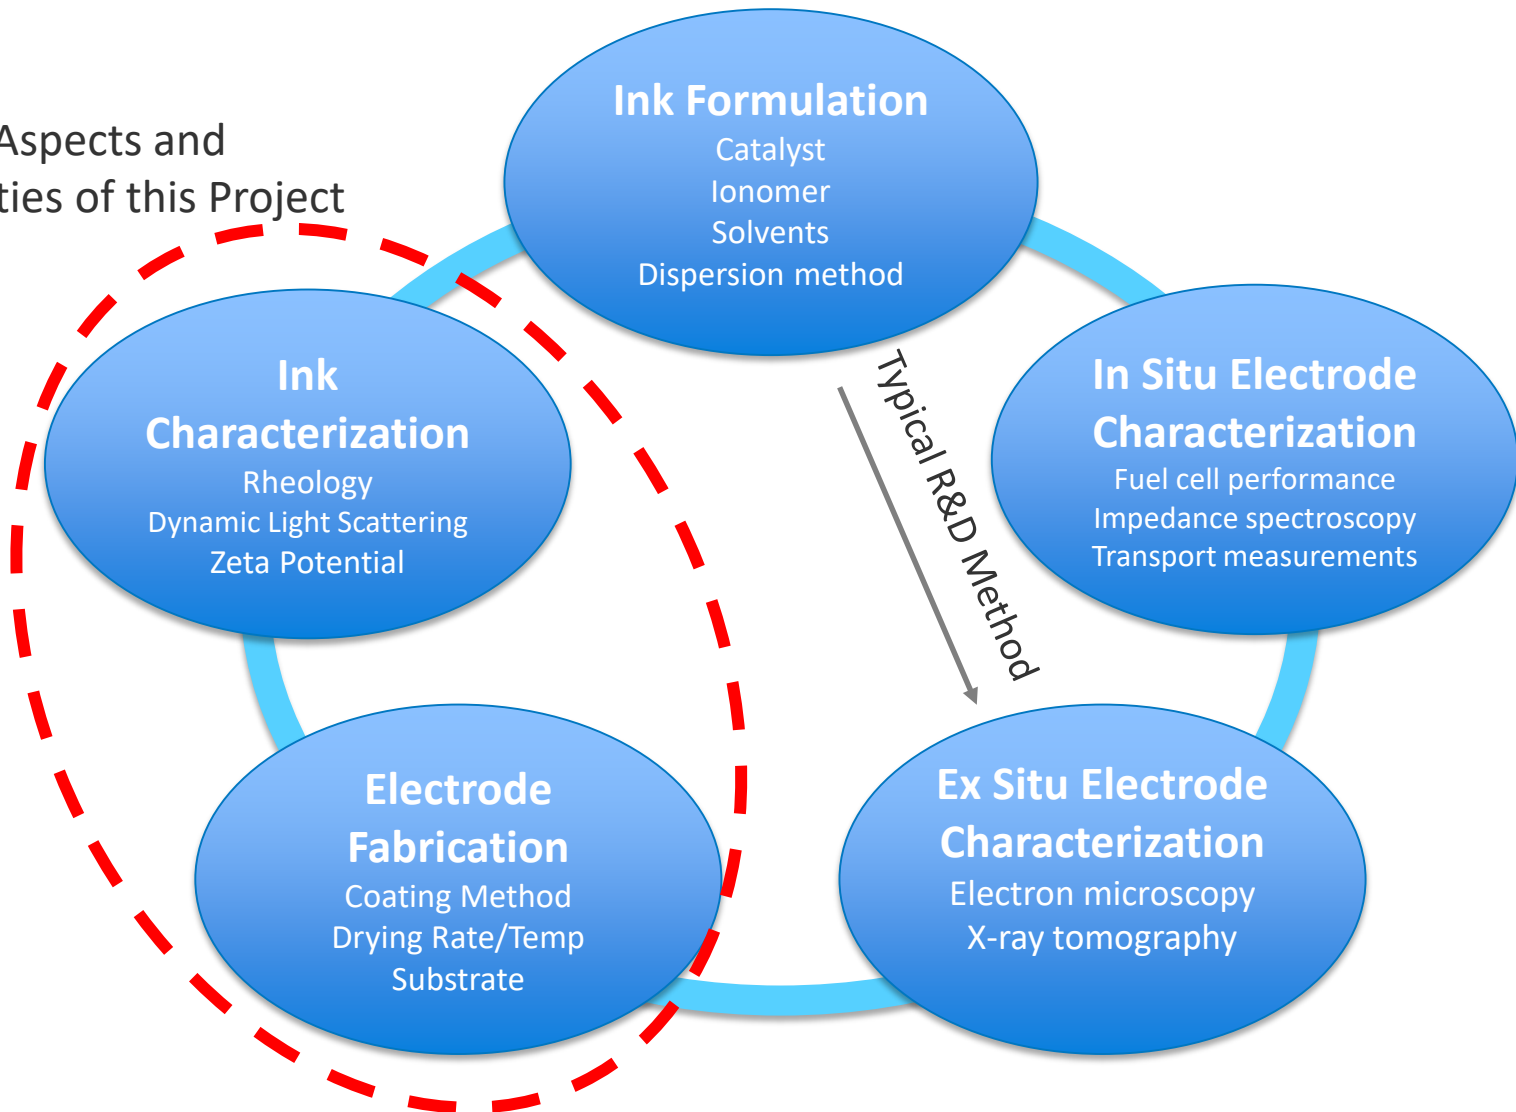 Aspects and
ties of this Project
Ink Formulation
Catalyst
Ionomer
Solvents
Dispersion method
Ink
Characterization
Rheology
Dynamic Light Scattering
Zeta Potential
Typical R&D Method
In Situ Electrode
Characterization
Fuel cell performance
Impedance spectroscopy
Transport measurements
Electrode
Fabrication
Coating Method
Drying Rate/Temp
Substrate
Ex Situ Electrode
Characterization
Electron microscopy
X-ray tomography